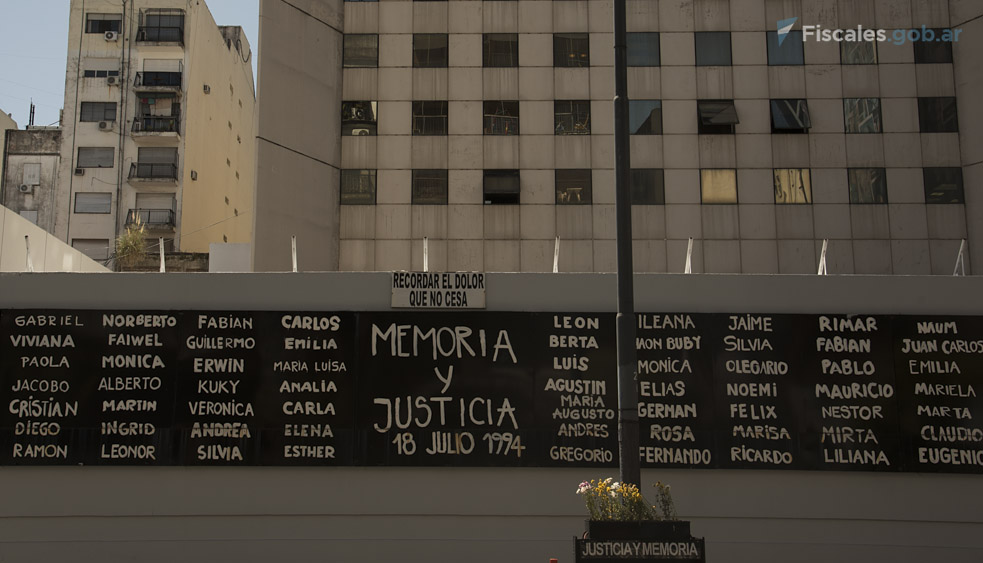 Fiscales.gob.ar
RECORDAR EL DOLOR
QUE NO CESA
GABRIEL
VIVIANA
PAOLA
JACOBO
CRISTIAN
DIEGO
RAMON
NORBERTO
FAIWEL
MONICA
ALBERTO
MARTIN
INGRID
LEONOR
FABIAN
GUILLERMO
ERWIN
KUKY
VERONICA
ANDREA
SILVIA
CARLOS
EMILIA
MARIA LUÍSA
ANALIA
CARLA
ELENA
ESTHER
MEMORIA
Y
JUSTICIA
18 JULIO 1994
LEON
BERTA
LUIS
AGUSTIN
MARIA
AUGUSTO
ANDRES
GREGORIO
ILEANA
BUBY
MONICA
ELIAS
GERMAN
ROSA
FERNANDO
JAIME
SILVIA
OLEGARIO
NOEMI
FELIX
MARISA
RICARDO
RIMAR
FABIAN
PABLO
MAURICIO
NESTOR
MIRTA
LILIANA
NAUM
JUAN CARLOS
EMILIA
MARIELA
MARTA
CLAUDIO
EUGENIO
JUSTICIA Y MEMORIA